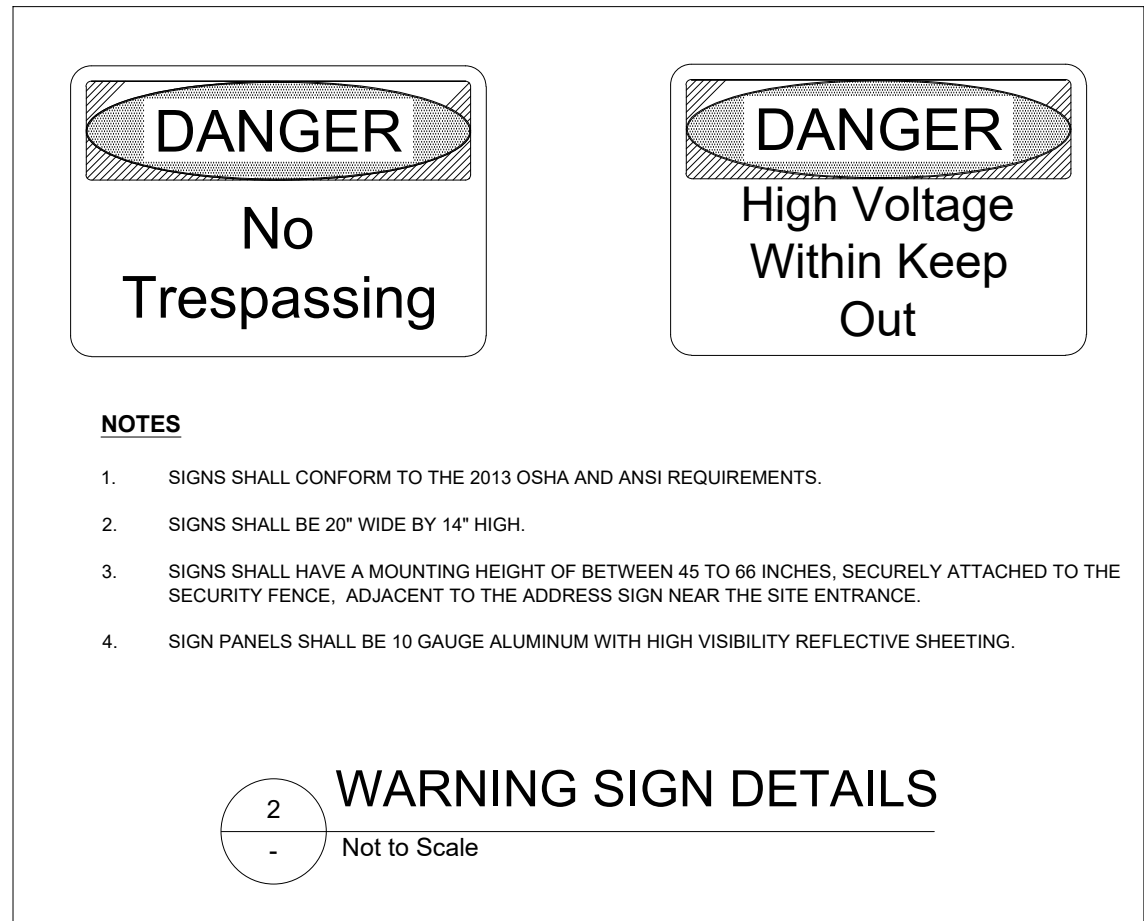 DANGER
No
Trespassing
DANGER
High Voltage
Within Keep
Out
NOTES
1. SIGNS SHALL CONFORM TO THE 2013 OSHA AND ANSI REQUIREMENTS.
2. SIGNS SHALL BE 20" WIDE BY 14" HIGH.
3. SIGNS SHALL HAVE A MOUNTING HEIGHT OF BETWEEN 45 TO 66 INCHES, SECURELY ATTACHED TO THE
SECURITY FENCE, ADJACENT TO THE ADDRESS SIGN NEAR THE SITE ENTRANCE.
4. SIGN PANELS SHALL BE 10 GAUGE ALUMINUM WITH HIGH VISIBILITY REFLECTIVE SHEETING.
2
-
WARNING SIGN DETAILS
Not to Scale